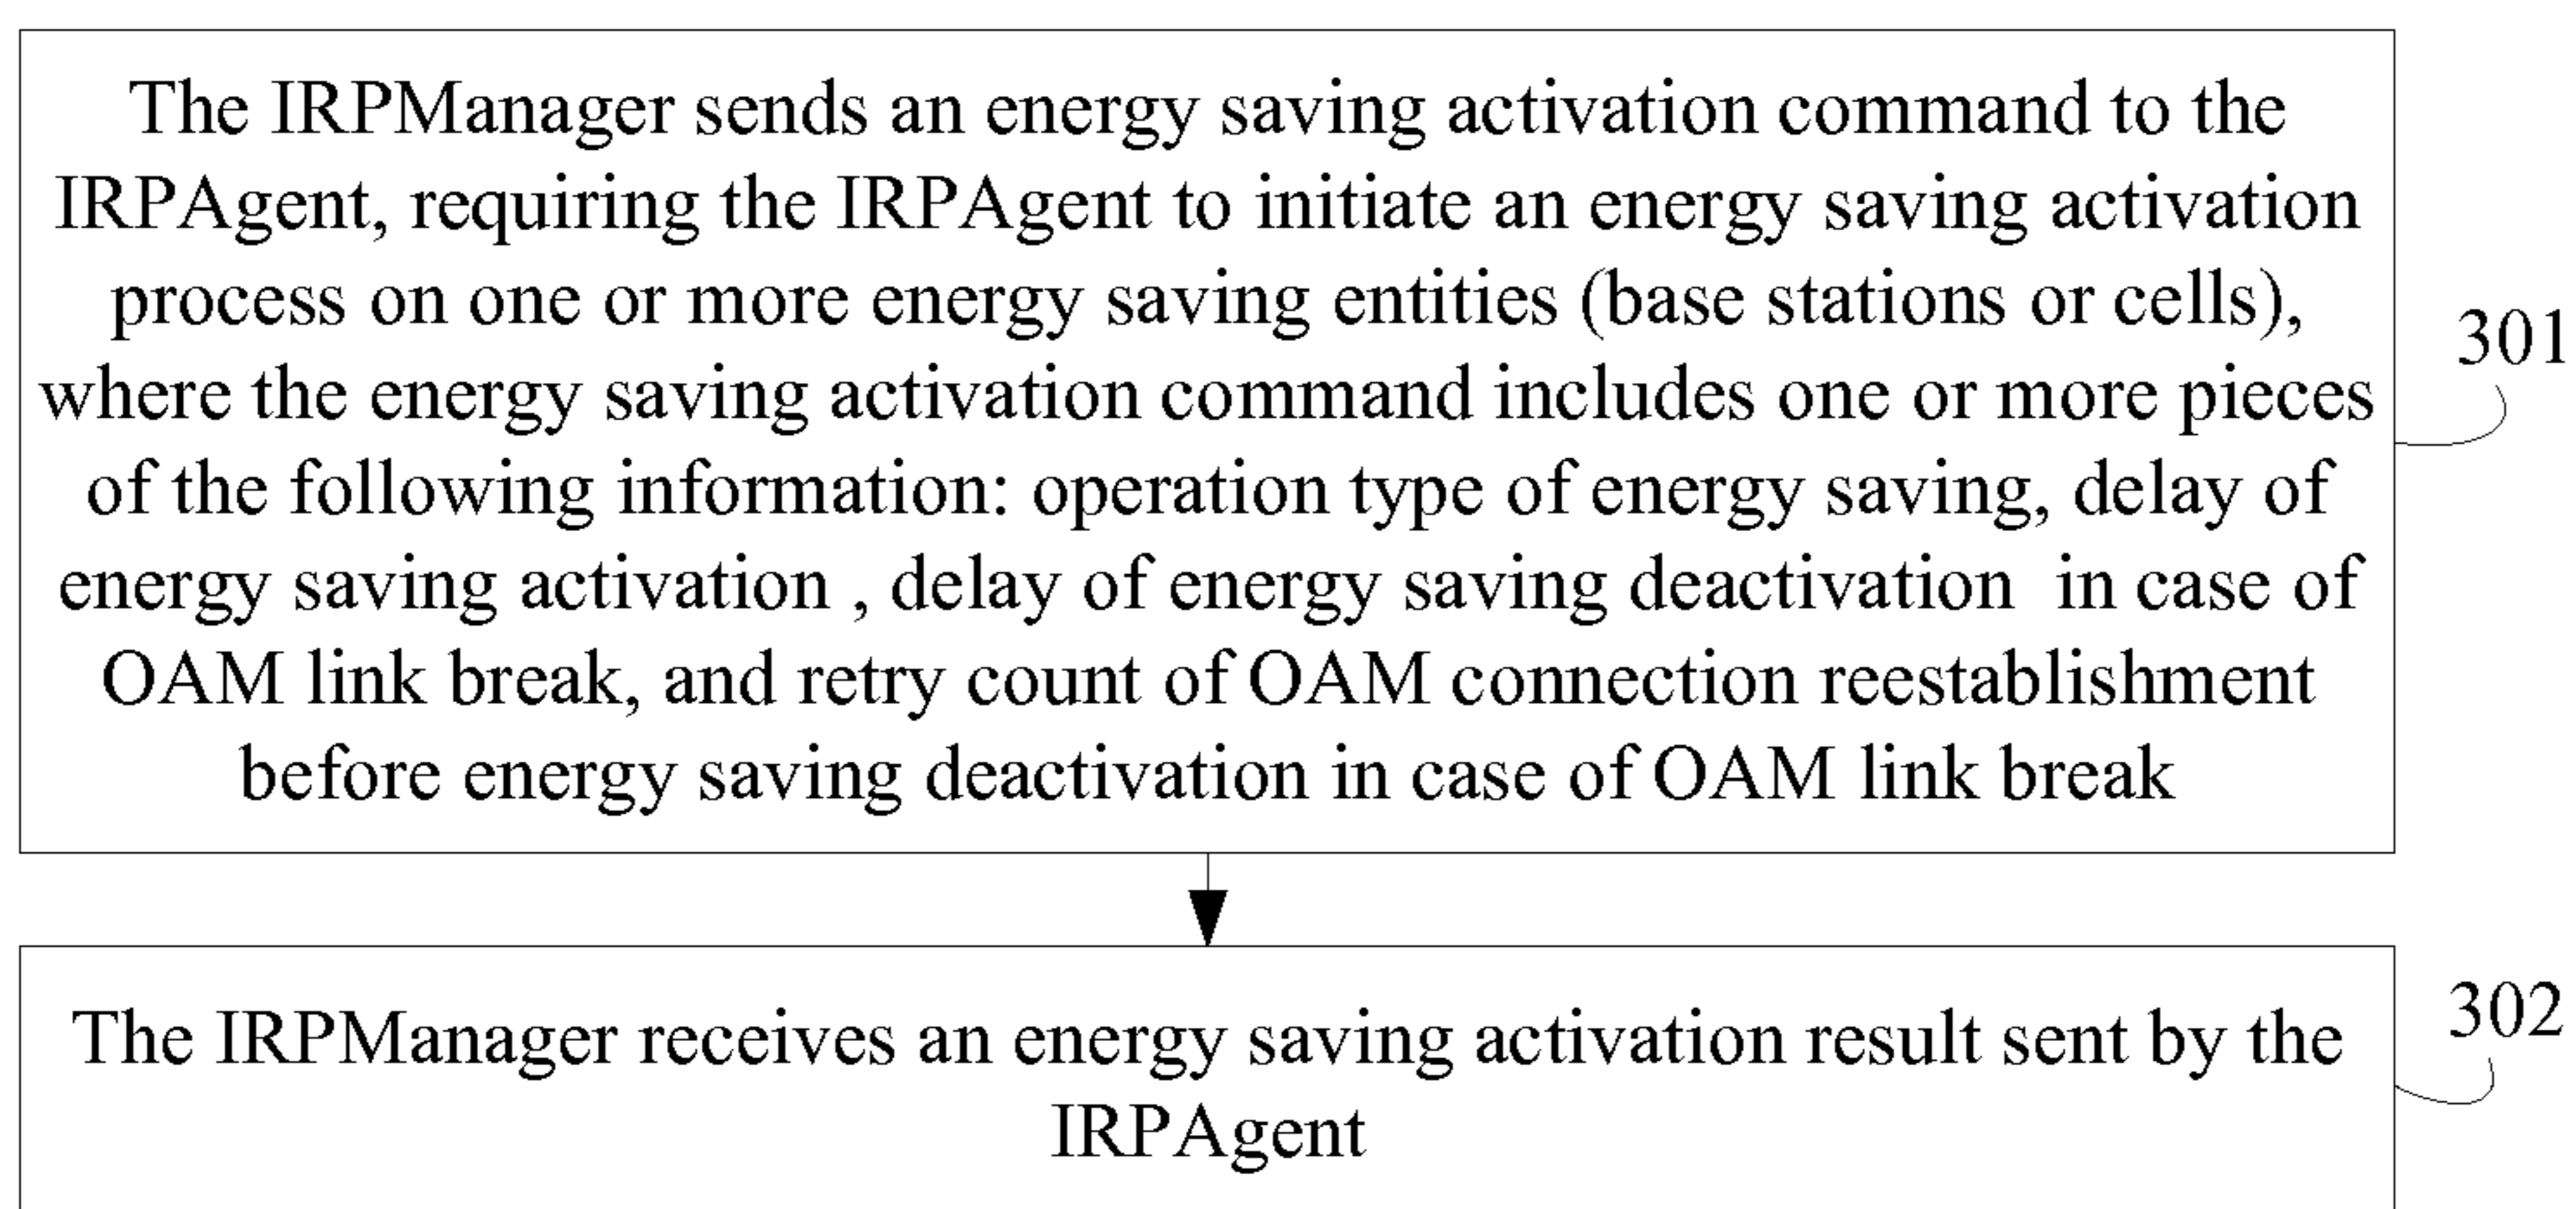 The IRPManager sends an energy saving activation command to the
IRPAgent, requiring the IRPAgent to initiate an energy saving activation
process on one or more energy saving entities (base stations or cells),
where the energy saving activation command includes one or more pieces
of the following information: operation type of energy saving, delay of
energy saving activation , delay of energy saving deactivation  in case of
OAM link break, and retry count of OAM connection reestablishment
before energy saving deactivation in case of OAM link break
301
The IRPManager receives an energy saving activation result sent by the
IRPAgent
302